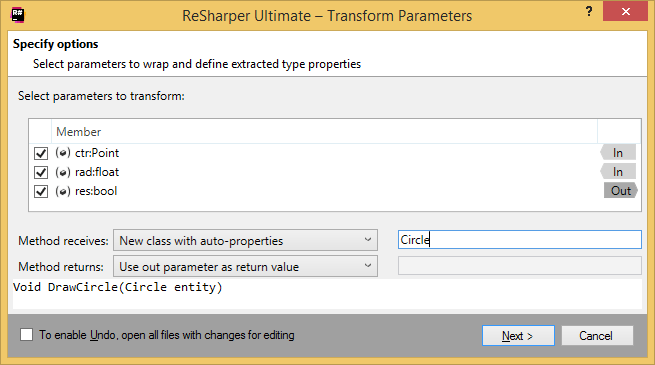 R#
ReSharper Ultimate – Transform Parameters
?
Specify options
Select parameters to wrap and define extracted type properties
Select parameters to transform:
Member
ctr:Point In
rad:float In
res:bool Out
Method receives: New class with auto-properties Circle
Method returns: Use out parameter as return value
Void DrawCircle(Circle entity)
To enable Undo, open all files with changes for editing Next > Cancel